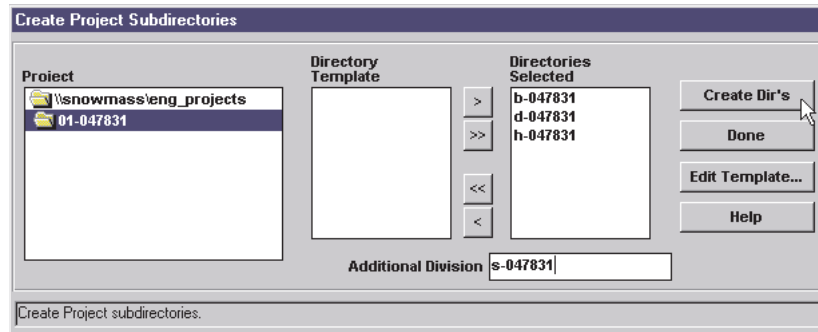 Create Project Subdirectories
Project
\\snowmass\eng_projects
01-047831
Directory
Template
>
>>
<<
<
Directories
Selected
b-047831
d-047831
h-047831
Create Dir's
Done
Edit Template...
Help
Additional Division s-047831
Create Project subdirectories.